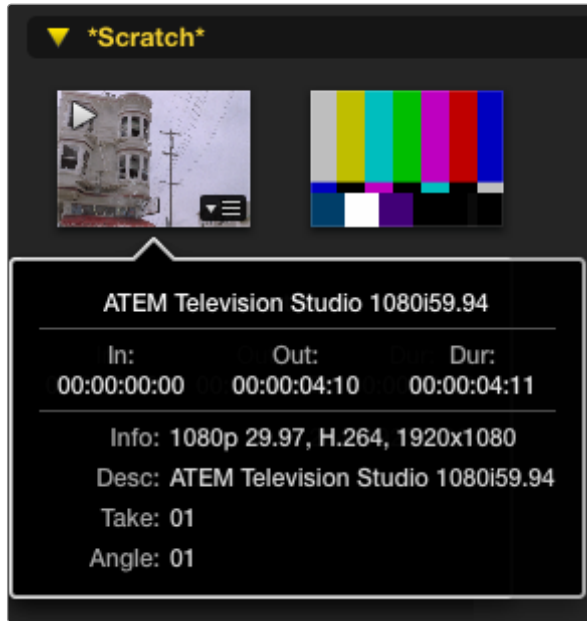 *Scratch*
ATEM Television Studio 1080i59.94
In: Out: Dur:
00:00:00:00 00:00:04:10 00:00:04:11
Info: 1080p 29.97, H.264, 1920x1080
Desc: ATEM Television Studio 1080i59.94
Take: 01
Angle: 01